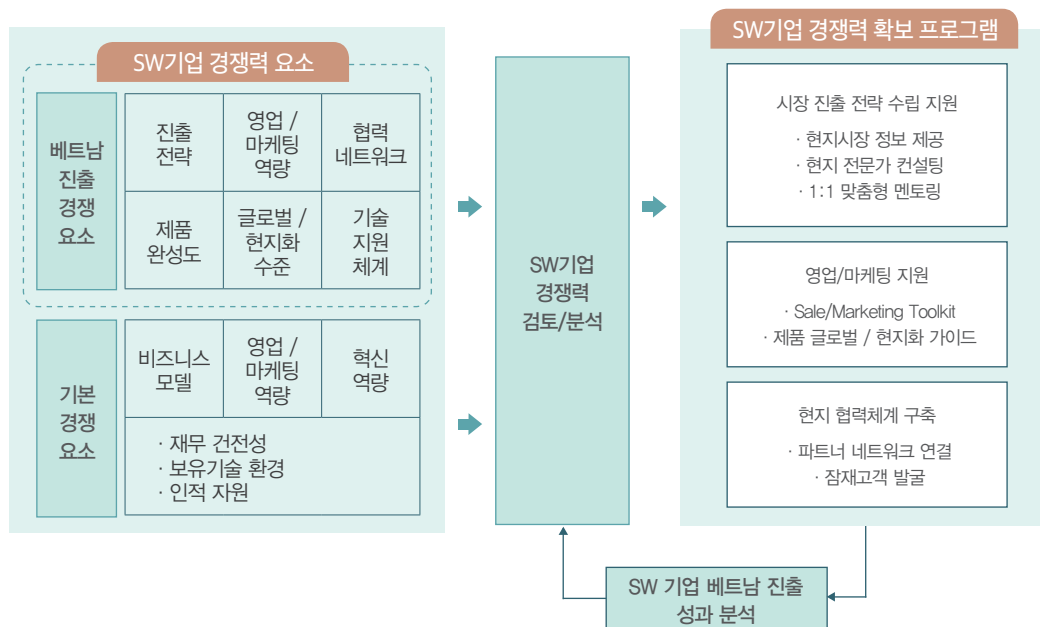 SW기업 경쟁력 요소
베트남
진출
경쟁
요소
진출
전략
영업 /
마케팅
역량
협력
네트워크
제품
완성도
글로벌 /
현지화
수준
기술
지원
체계
기본
경쟁
요소
비즈니스
모델
영업 /
마케팅
역량
혁신
역량
· 재무 건전성
· 보유기술 환경
· 인적 자원
SW기업
경쟁력
검토/분석
SW기업 경쟁력 확보 프로그램
시장 진출 전략 수립 지원
· 현지시장 정보 제공
· 현지 전문가 컨설팅
· 1:1 맞춤형 멘토링
영업/마케팅 지원
· Sale/Marketing Toolkit
· 제품 글로벌 / 현지화 가이드
현지 협력체계 구축
· 파트너 네트워크 연결
· 잠재고객 발굴
SW 기업 베트남 진출
성과 분석